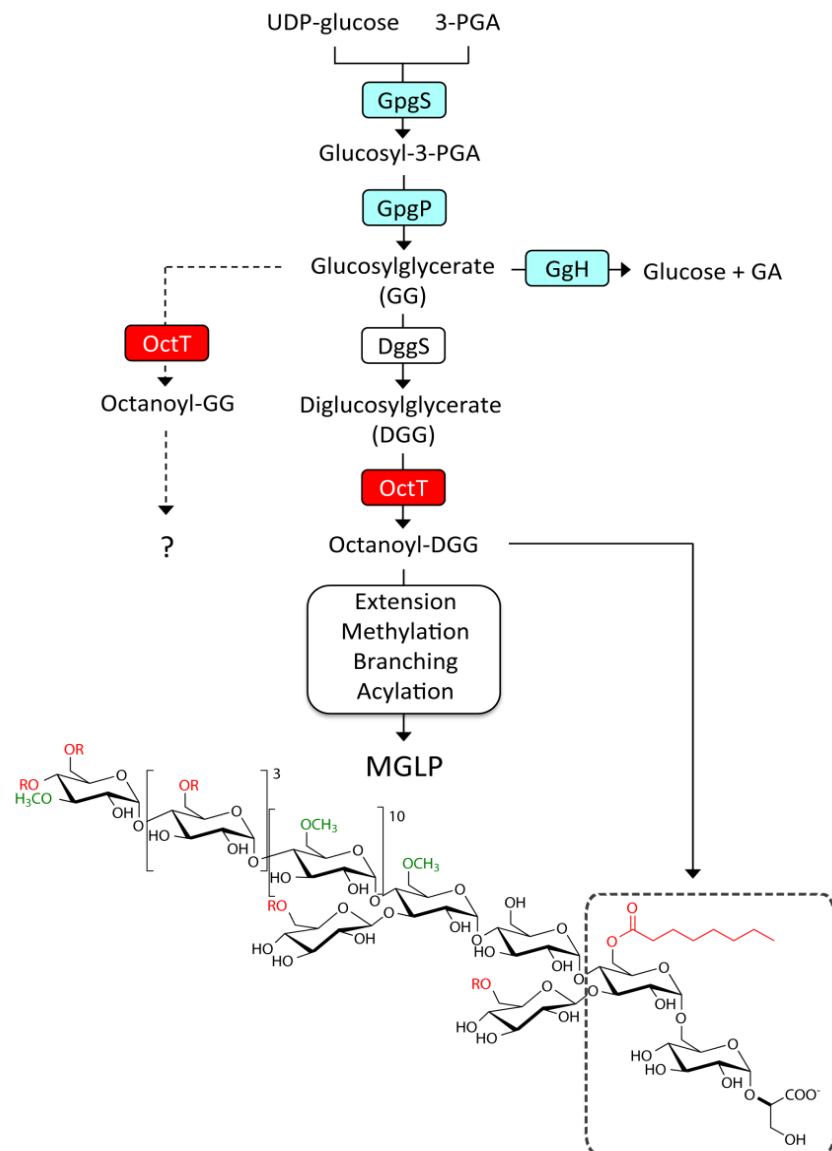 UDP-glucose 3-PGA
GpgS
Glucosyl-3-PGA
GpgP
Glucosylglycerate
(GG)
GgH
Glucose + GA
OctT
DggS
Octanoyl-GG
Diglucosylglycerate
(DGG)
OctT
?
Octanoyl-DGG
Extension
Methylation
Branching
Acylation
MGLP
OR
RO
H₃CO
OH
O
O
3
OR
HO
OH
O
O
10
OCH₃
HO
OH
O
O
OCH₃
O
OH
O
RO
HO
HO
OH
O
O
HO
HO
OH
O
O
O
O
O
OH
RO
HO
HO
OH
O
O
O
HO
HO
OH
O
O
COO⁻
OH